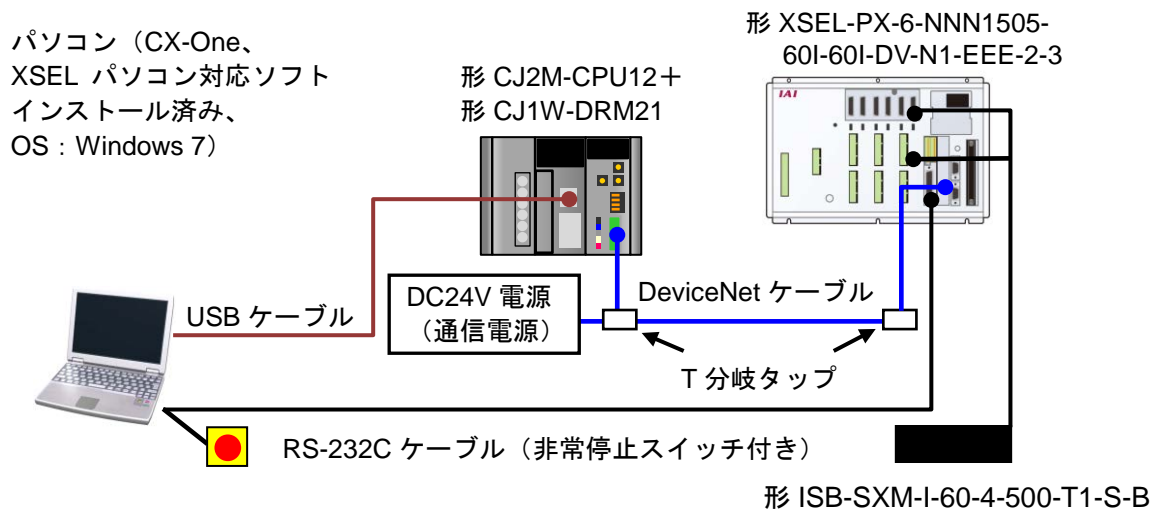 パソコン（CX-One、
XSEL パソコン対応ソフト
インストール済み、
OS：Windows 7）
形 CJ2M-CPU12＋
形 CJ1W-DRM21
形 XSEL-PX-6-NNN1505-
60I-60I-DV-N1-EEE-2-3
IAI
USB ケーブル
DC24V 電源
（通信電源）
DeviceNet ケーブル
T 分岐タップ
RS-232C ケーブル（非常停止スイッチ付き）
形 ISB-SXM-I-60-4-500-T1-S-B